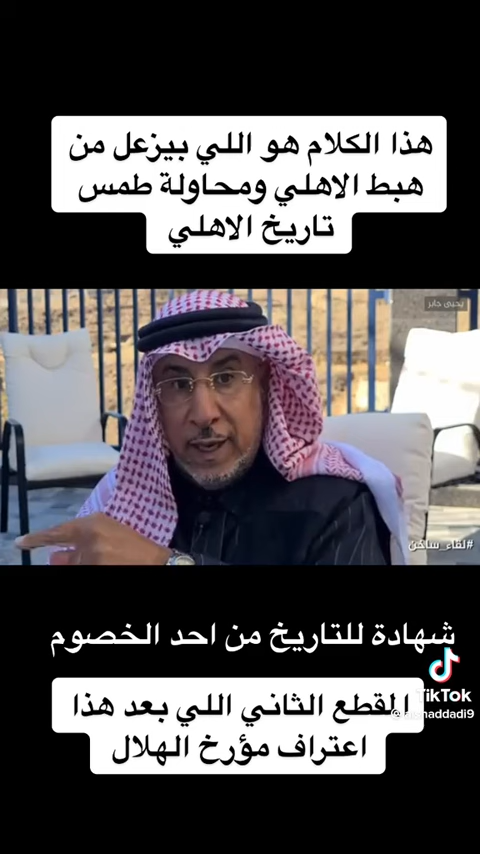 هذا الكلام هو اللي بيزعل من
هبط الاهلي ومحاولة طمس
تاريخ الاهلي
يحيى جابر
#لقاء_ساخن
شهادة للتاريخ من احد الخصوم
TikTok
المقطع الثاني اللي بعد هذا
اعتراف مؤرخ الهلال